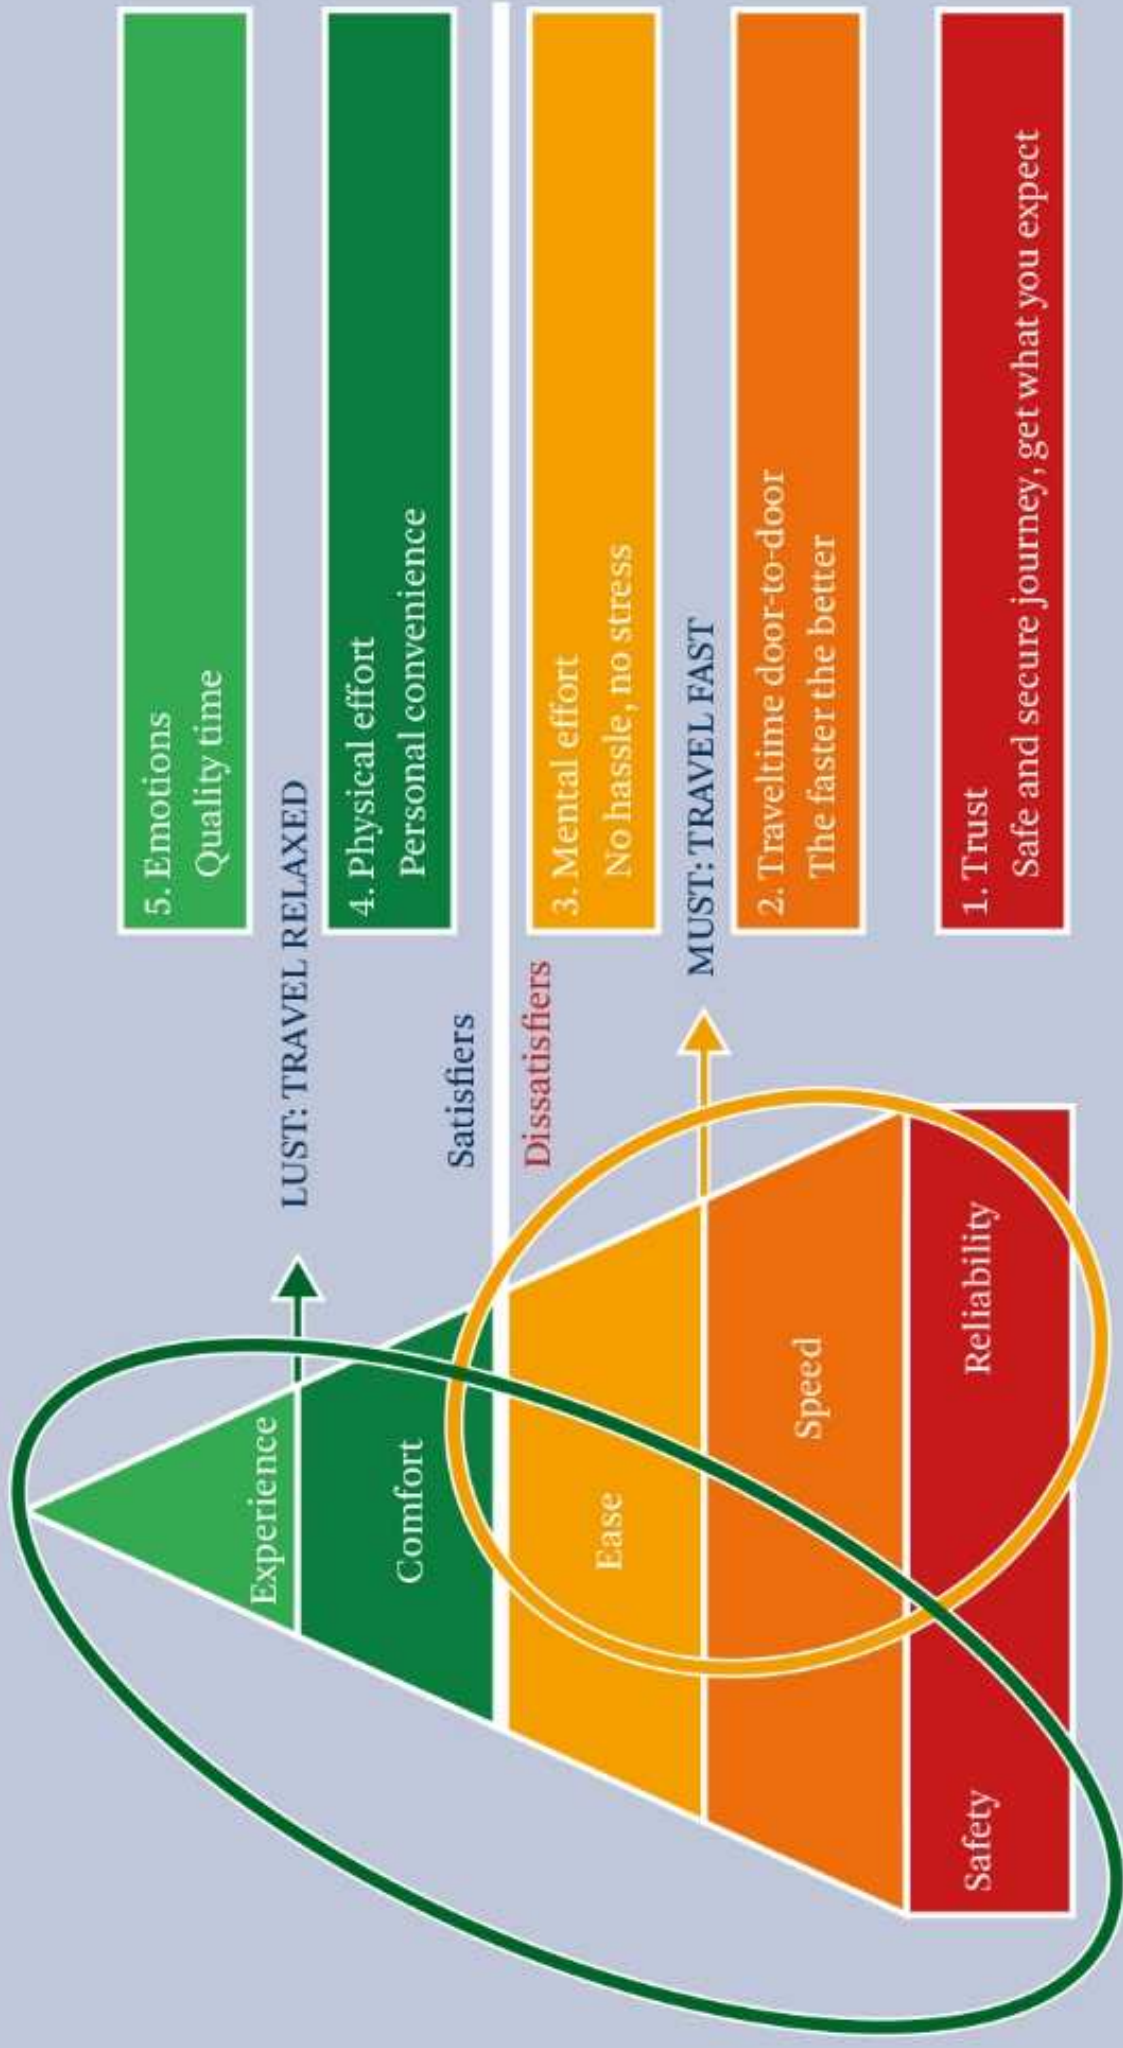 Experience
Comfort
Ease
Speed
Safety
Reliability
LUST: TRAVEL RELAXED
Satisfiers
Dissatisfiers
MUST: TRAVEL FAST
5. Emotions
Quality time
4. Physical effort
Personal convenience
3. Mental effort
No hassle, no stress
2. Traveltime door-to-door
The faster the better
1. Trust
Safe and secure journey, get what you expect